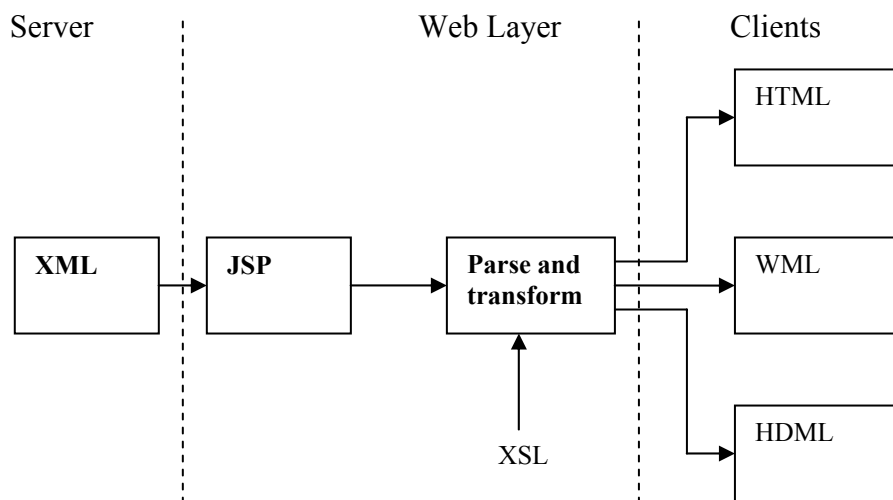 Server
Web Layer
Clients
HTML
XML
JSP
Parse and
transform
WML
XSL
HDML